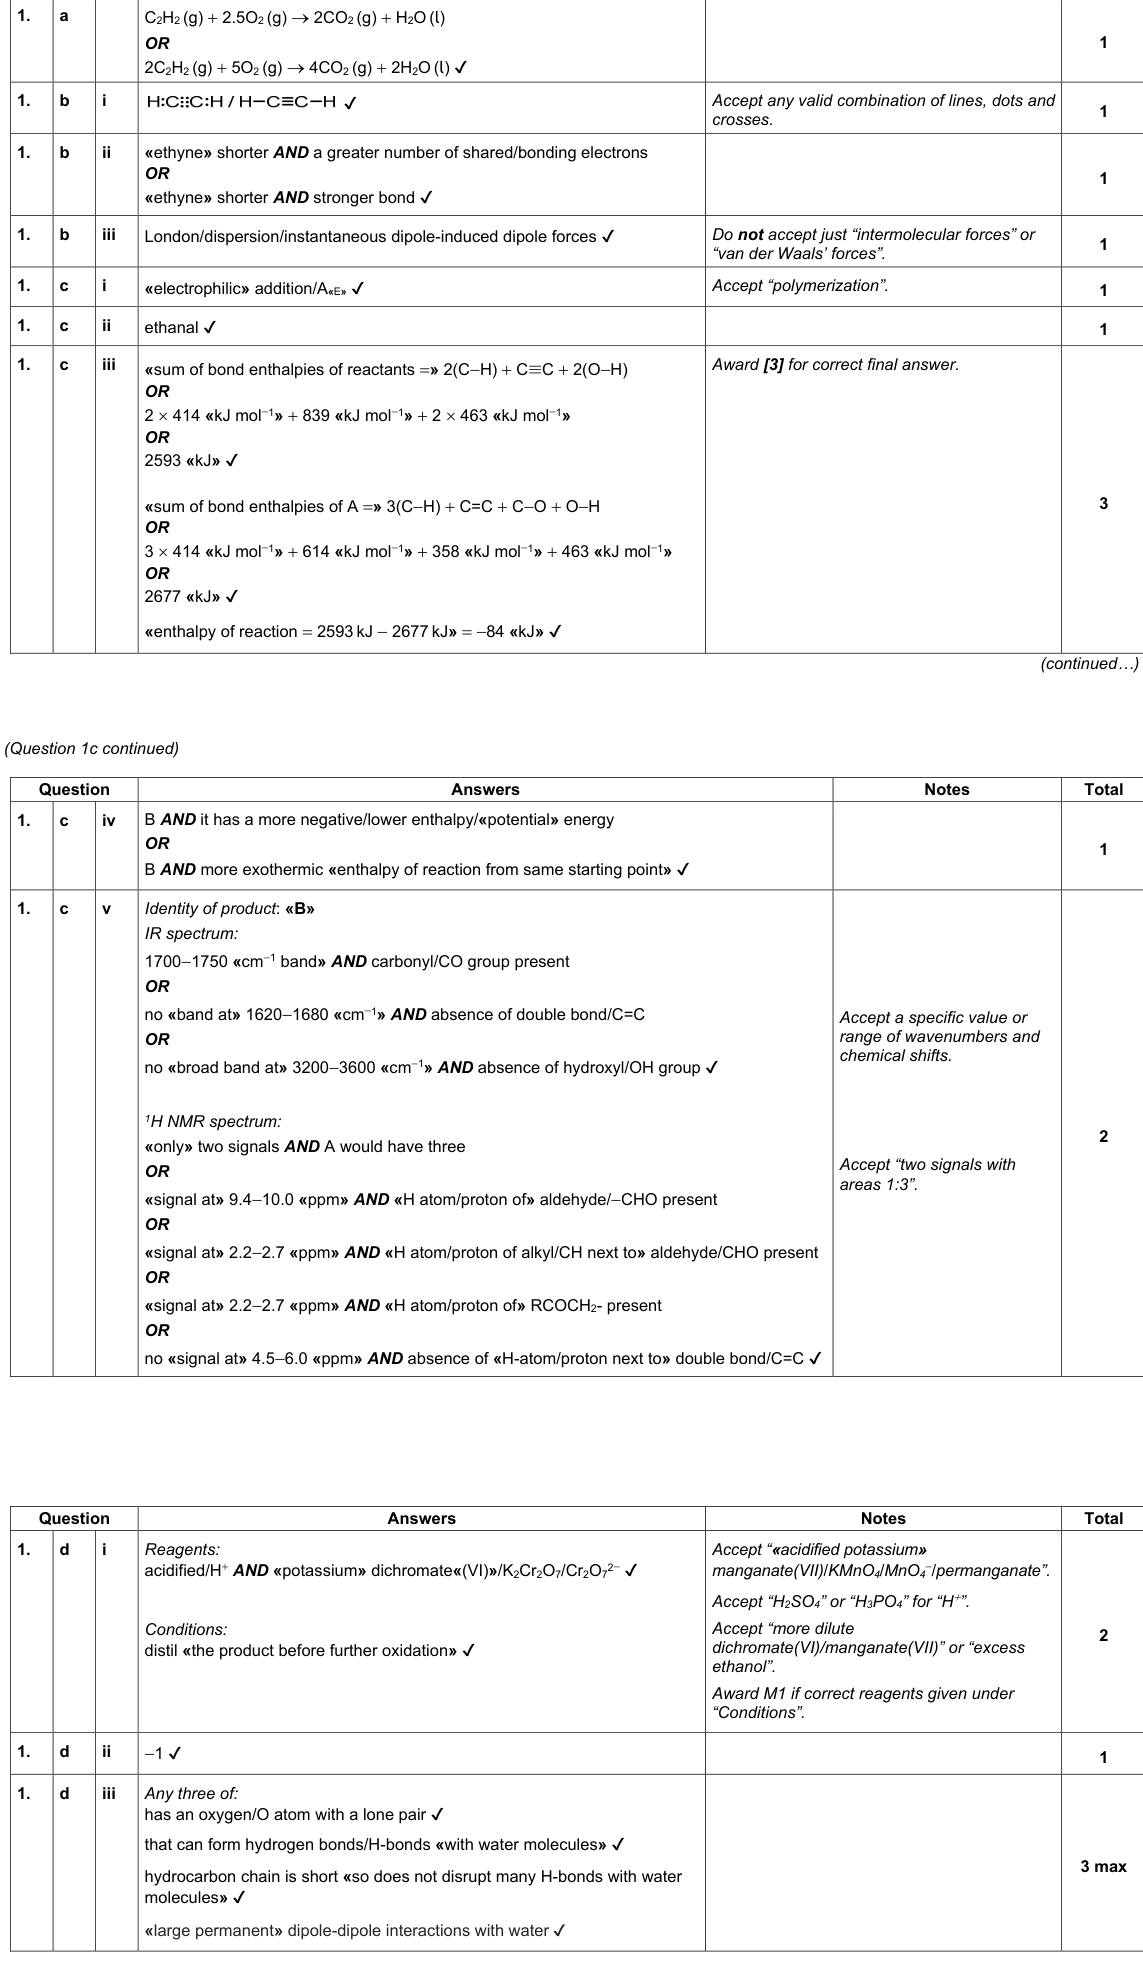 1. a C₂H₂ (g) + 2.5O₂ (g) → 2CO₂ (g) + H₂O (l)
OR
2C₂H₂ (g) + 5O₂ (g) → 4CO₂ (g) + 2H₂O (l) ✓
1
1. b i H:C⫶⫶C:H / H–C≡C–H ✓
Accept any valid combination of lines, dots and
crosses.
1
1. b ii «ethyne» shorter AND a greater number of shared/bonding electrons
OR
«ethyne» shorter AND stronger bond ✓
1
1. b iii London/dispersion/instantaneous dipole-induced dipole forces ✓
Do not accept just “intermolecular forces” or
“van der Waals’ forces”.
1
1. c i «electrophilic» addition/A«E» ✓
Accept “polymerization”.
1
1. c ii ethanal ✓
1
1. c iii «sum of bond enthalpies of reactants =» 2(C–H) + C≡C + 2(O–H)
OR
2 × 414 «kJ mol⁻¹» + 839 «kJ mol⁻¹» + 2 × 463 «kJ mol⁻¹»
OR
2593 «kJ» ✓
«sum of bond enthalpies of A =» 3(C–H) + C=C + C–O + O–H
OR
3 × 414 «kJ mol⁻¹» + 614 «kJ mol⁻¹» + 358 «kJ mol⁻¹» + 463 «kJ mol⁻¹»
OR
2677 «kJ» ✓
«enthalpy of reaction = 2593 kJ – 2677 kJ» = –84 «kJ» ✓
Award [3] for correct final answer.
3
(continued…)
(Question 1c continued)
Question Answers Notes Total
1. c iv B AND it has a more negative/lower enthalpy/«potential» energy
OR
B AND more exothermic «enthalpy of reaction from same starting point» ✓
1
1. c v Identity of product: «B»
IR spectrum:
1700–1750 «cm⁻¹ band» AND carbonyl/CO group present
OR
no «band at» 1620–1680 «cm⁻¹» AND absence of double bond/C=C
OR
no «broad band at» 3200–3600 «cm⁻¹» AND absence of hydroxyl/OH group ✓
¹H NMR spectrum:
«only» two signals AND A would have three
OR
«signal at» 9.4–10.0 «ppm» AND «H atom/proton of» aldehyde/–CHO present
OR
«signal at» 2.2–2.7 «ppm» AND «H atom/proton of alkyl/CH next to» aldehyde/CHO present
OR
«signal at» 2.2–2.7 «ppm» AND «H atom/proton of» RCOCH₂- present
OR
no «signal at» 4.5–6.0 «ppm» AND absence of «H-atom/proton next to» double bond/C=C ✓
Accept a specific value or
range of wavenumbers and
chemical shifts.
Accept “two signals with
areas 1:3”.
2
Question Answers Notes Total
1. d i Reagents:
acidified/H⁺ AND «potassium» dichromate«(VI)»/K₂Cr₂O₇/Cr₂O₇²⁻ ✓
Conditions:
distil «the product before further oxidation» ✓
Accept “«acidified potassium»
manganate(VII)/KMnO₄/MnO₄⁻/permanganate”.
Accept “H₂SO₄” or “H₃PO₄” for “H⁺”.
Accept “more dilute
dichromate(VI)/manganate(VII)” or “excess
ethanol”.
Award M1 if correct reagents given under
“Conditions”.
2
1. d ii –1 ✓
1
1. d iii Any three of:
has an oxygen/O atom with a lone pair ✓
that can form hydrogen bonds/H-bonds «with water molecules» ✓
hydrocarbon chain is short «so does not disrupt many H-bonds with water
molecules» ✓
«large permanent» dipole-dipole interactions with water ✓
3 max